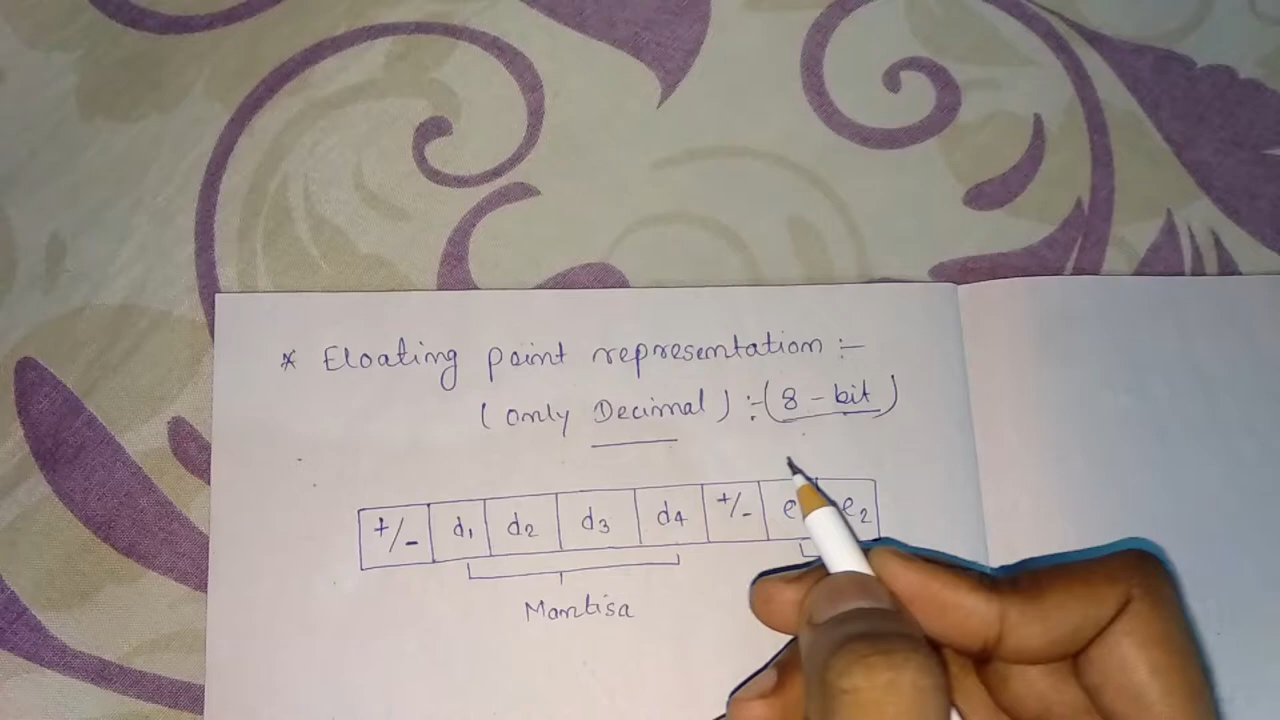 * Floating point representation :-
(only Decimal) :- (8-bit)
+/- d1 d2 d3 d4 +/- e e2
Mantisa